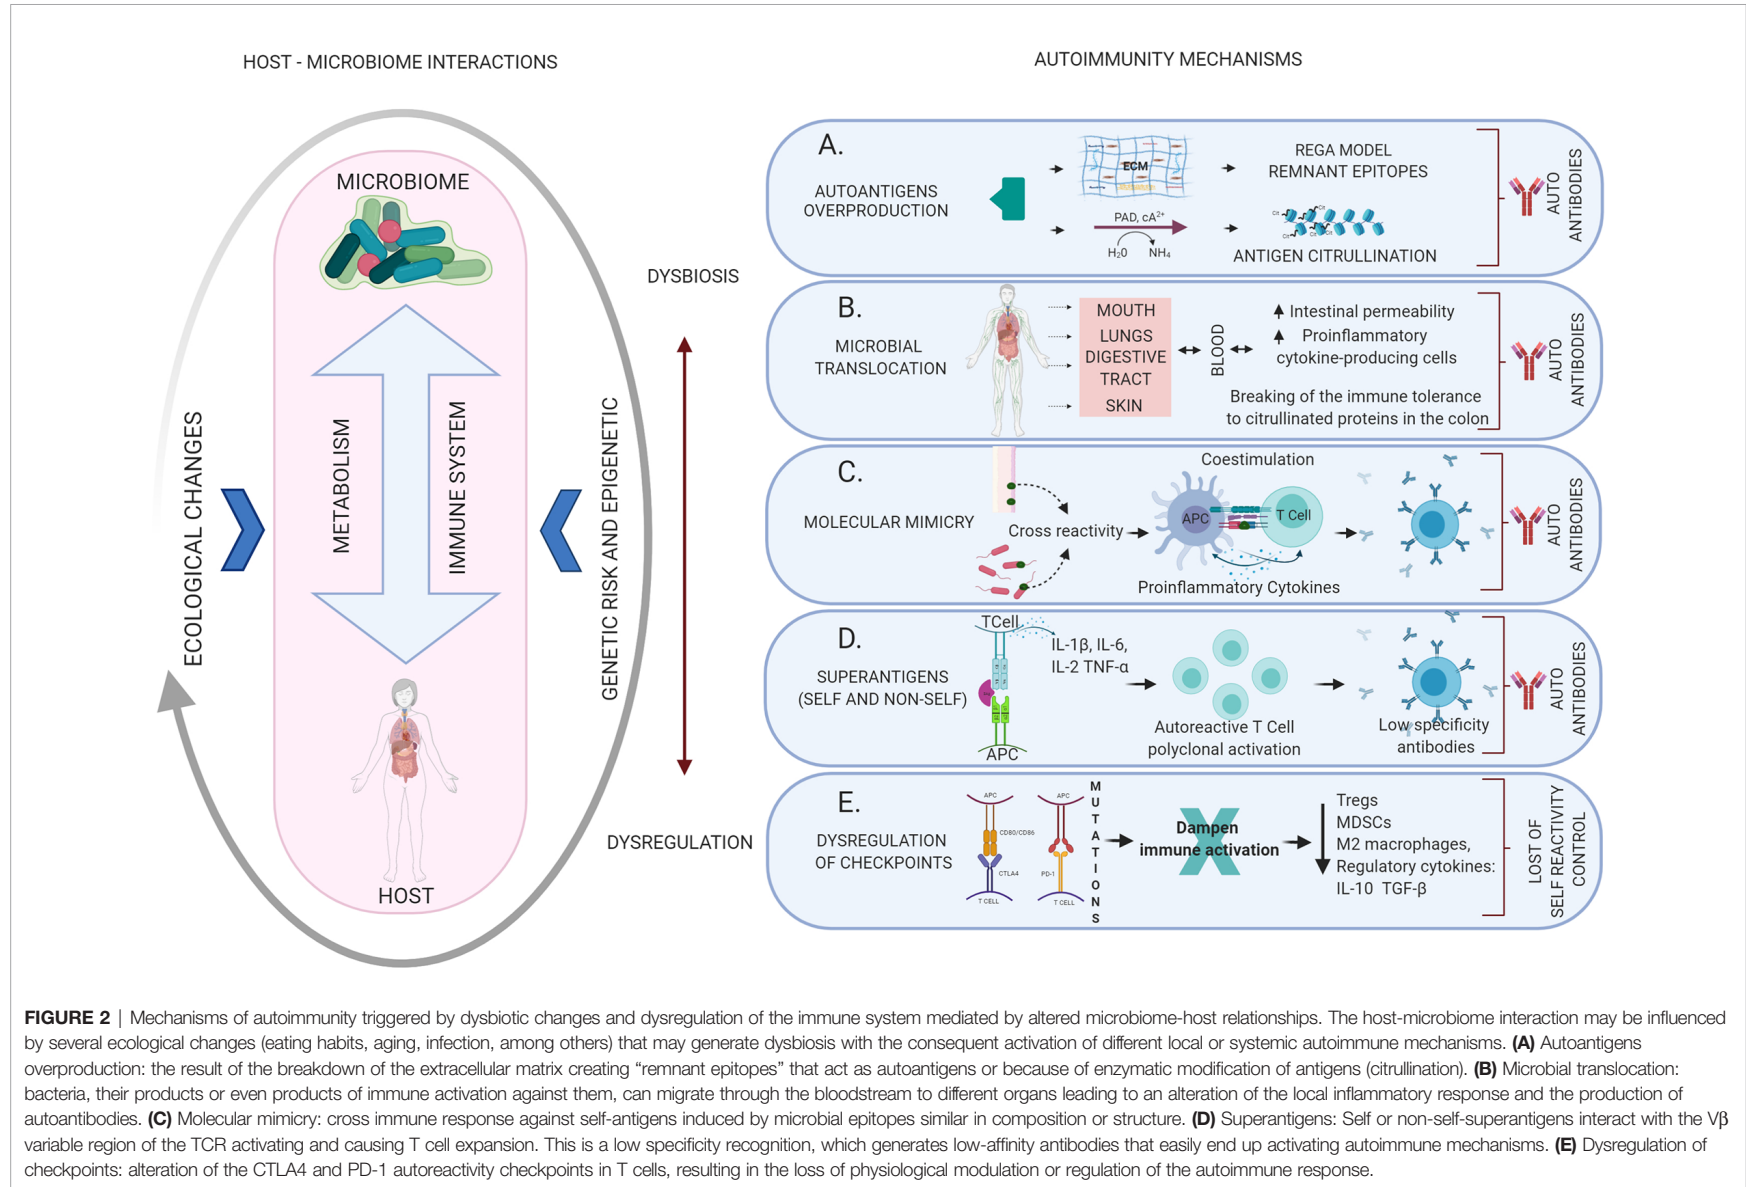 HOST - MICROBIOME INTERACTIONS
MICROBIOME
METABOLISM
IMMUNE SYSTEM
HOST
ECOLOGICAL CHANGES
GENETIC RISK AND EPIGENETIC
DYSBIOSIS
DYSREGULATION
AUTOIMMUNITY MECHANISMS
A.
AUTOANTIGENS
OVERPRODUCTION
ECM
REGA MODEL
REMNANT EPITOPES
PAD, cA2+
H20 NH4
Cit Cit
Cit Cit Cit
ANTIGEN CITRULLINATION
AUTO
ANTiBODIES
B.
MICROBIAL
TRANSLOCATION
MOUTH
LUNGS
DIGESTIVE
TRACT
SKIN
BLOOD
Intestinal permeability
Proinflammatory
cytokine-producing cells
Breaking of the immune tolerance
to citrullinated proteins in the colon
AUTO
ANTIBODIES
C.
MOLECULAR MIMICRY
Cross reactivity
Coestimulation
APC
T Cell
Proinflammatory Cytokines
AUTO
ANTIBODIES
D.
SUPERANTIGENS
(SELF AND NON-SELF)
TCell
IL-1β, IL-6,
IL-2 TNF-α
APC
Autoreactive T Cell
polyclonal activation
Low specificity
antibodies
AUTO
ANTIBODIES
E.
DYSREGULATION
OF CHECKPOINTS
APC
CD80/CD86
CTLA4
T CELL
APC
PD-1
T CELL
MUTATIONS
Dampen
immune activation
Tregs
MDSCs
M2 macrophages,
Regulatory cytokines:
IL-10 TGF-β
LOST OF
SELF REACTIVITY
CONTROL
FIGURE 2 | Mechanisms of autoimmunity triggered by dysbiotic changes and dysregulation of the immune system mediated by altered microbiome-host relationships. The host-microbiome interaction may be influenced
by several ecological changes (eating habits, aging, infection, among others) that may generate dysbiosis with the consequent activation of different local or systemic autoimmune mechanisms. (A) Autoantigens
overproduction: the result of the breakdown of the extracellular matrix creating “remnant epitopes” that act as autoantigens or because of enzymatic modification of antigens (citrullination). (B) Microbial translocation:
bacteria, their products or even products of immune activation against them, can migrate through the bloodstream to different organs leading to an alteration of the local inflammatory response and the production of
autoantibodies. (C) Molecular mimicry: cross immune response against self-antigens induced by microbial epitopes similar in composition or structure. (D) Superantigens: Self or non-self-superantigens interact with the Vβ
variable region of the TCR activating and causing T cell expansion. This is a low specificity recognition, which generates low-affinity antibodies that easily end up activating autoimmune mechanisms. (E) Dysregulation of
checkpoints: alteration of the CTLA4 and PD-1 autoreactivity checkpoints in T cells, resulting in the loss of physiological modulation or regulation of the autoimmune response.